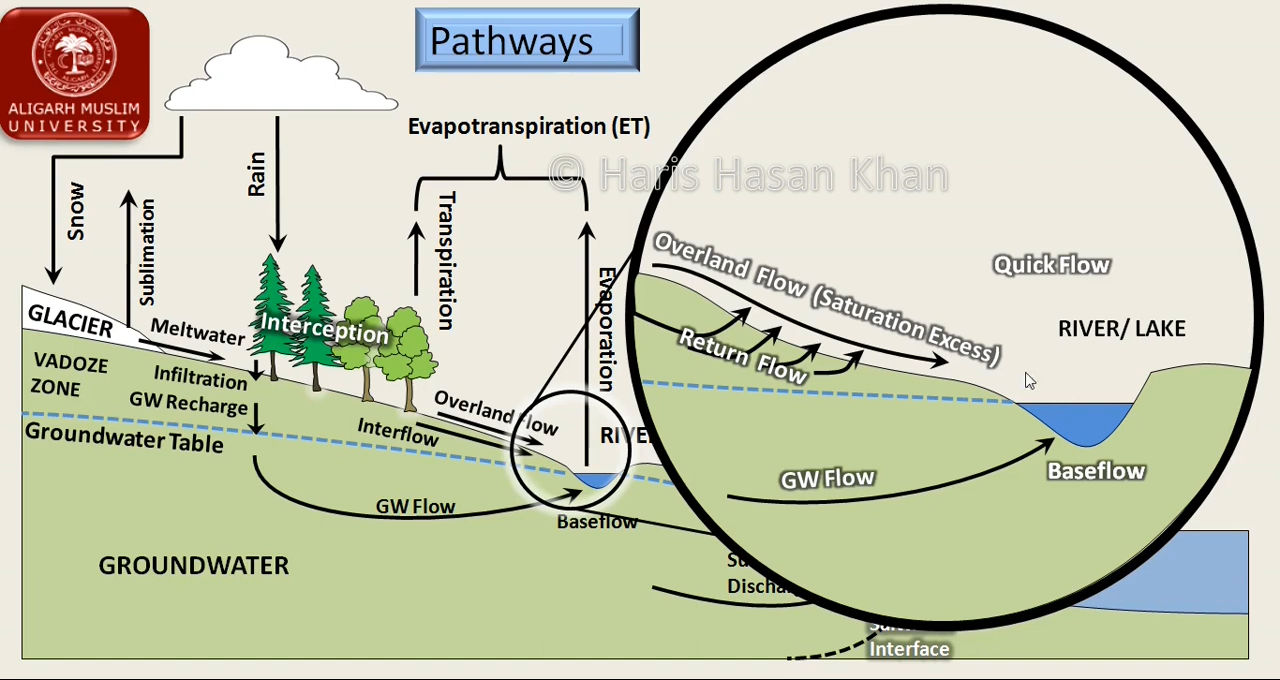 Pathways
ALIGARH MUSLIM
UNIVERSITY
Evapotranspiration (ET)
© Haris Hasan Khan
Snow
Sublimation
Rain
Transpiration
Evaporation
Overland Flow (Saturation Excess)
Quick Flow
RIVER/ LAKE
Return Flow
GLACIER
Meltwater
Interception
VADOZE
ZONE
Infiltration
GW Recharge
Groundwater Table
Overland Flow
Interflow
GW Flow
Baseflow
GW Flow
Baseflow
GROUNDWATER
Interface